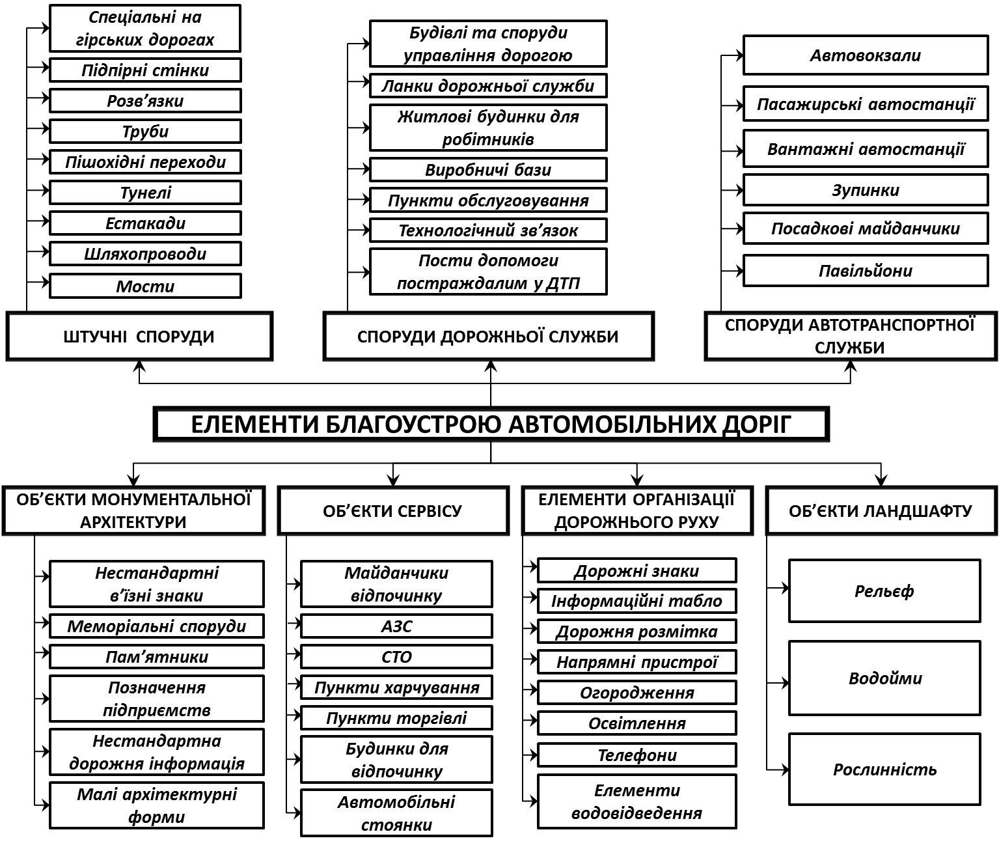 Спеціальні на
гірських дорогах
Підпірні стінки
Розв’язки
Труби
Пішохідні переходи
Тунелі
Естакади
Шляхопроводи
Мости
ШТУЧНІ СПОРУДИ
Будівлі та споруди
управління дорогою
Ланки дорожньої служби
Житлові будинки для
робітників
Виробничі бази
Пункти обслуговування
Технологічний зв’язок
Пости допомоги
постраждалим у ДТП
СПОРУДИ ДОРОЖНЬОЇ СЛУЖБИ
Автовокзали
Пасажирські автостанції
Вантажні автостанції
Зупинки
Посадкові майданчики
Павільйони
СПОРУДИ АВТОТРАНСПОРТНОЇ
СЛУЖБИ
ЕЛЕМЕНТИ БЛАГОУСТРОЮ АВТОМОБІЛЬНИХ ДОРІГ
ОБ’ЄКТИ МОНУМЕНТАЛЬНОЇ
АРХІТЕКТУРИ
Нестандартні
в’їзні знаки
Меморіальні споруди
Пам’ятники
Позначення
підприємств
Нестандартна
дорожня інформація
Малі архітектурні
форми
ОБ’ЄКТИ СЕРВІСУ
Майданчики
відпочинку
АЗС
СТО
Пункти харчування
Пункти торгівлі
Будинки для
відпочинку
Автомобільні
стоянки
ЕЛЕМЕНТИ ОРГАНІЗАЦІЇ
ДОРОЖНЬОГО РУХУ
Дорожні знаки
Інформаційні табло
Дорожня розмітка
Напрямні пристрої
Огородження
Освітлення
Телефони
Елементи
водовідведення
ОБ’ЄКТИ ЛАНДШАФТУ
Рельєф
Водойми
Рослинність